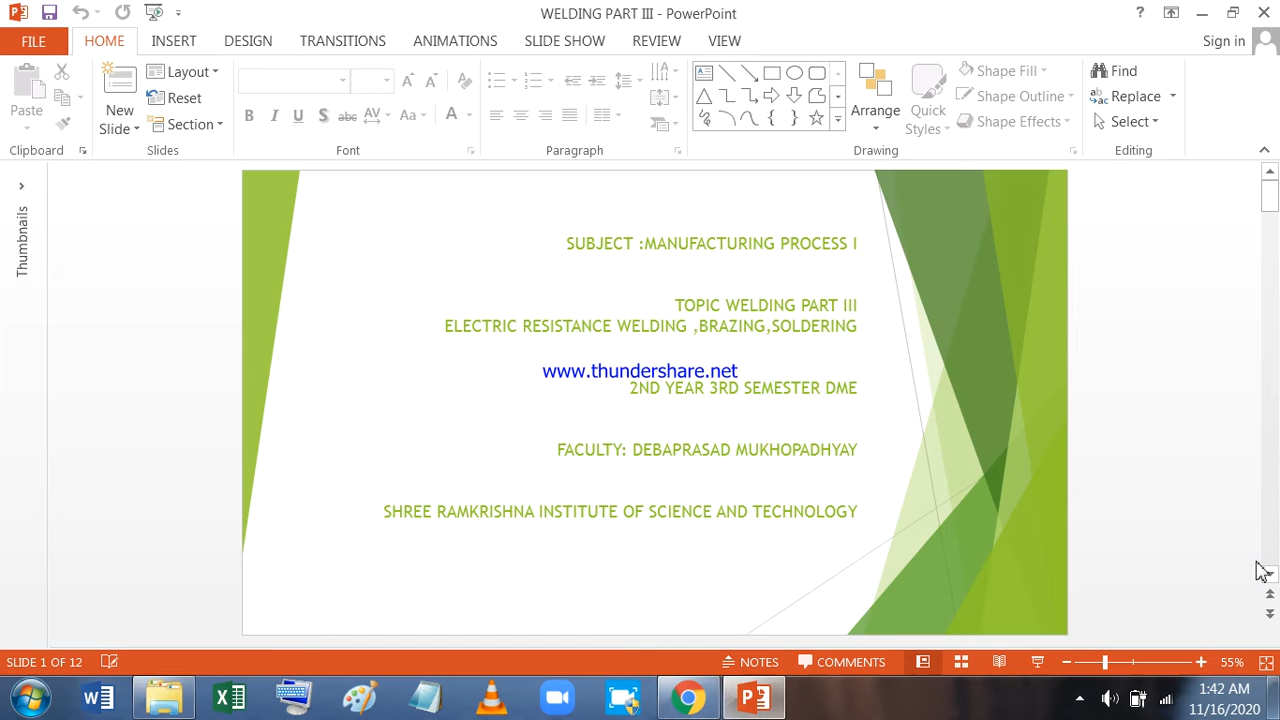 WELDING PART III - PowerPoint
?
FILE HOME INSERT DESIGN TRANSITIONS ANIMATIONS SLIDE SHOW REVIEW VIEW Sign in
Paste
New Slide
Layout
Reset
Section
B I U S abc AV Aa A
Arrange
Quick Styles
Shape Fill
Shape Outline
Shape Effects
Find
Replace
Select
Clipboard Slides Font Paragraph Drawing Editing
Thumbnails
SUBJECT :MANUFACTURING PROCESS I
TOPIC WELDING PART III
ELECTRIC RESISTANCE WELDING ,BRAZING,SOLDERING
www.thundershare.net
2ND YEAR 3RD SEMESTER DME
FACULTY: DEBAPRASAD MUKHOPADHYAY
SHREE RAMKRISHNA INSTITUTE OF SCIENCE AND TECHNOLOGY
SLIDE 1 OF 12 NOTES COMMENTS 55%
1:42 AM
11/16/2020